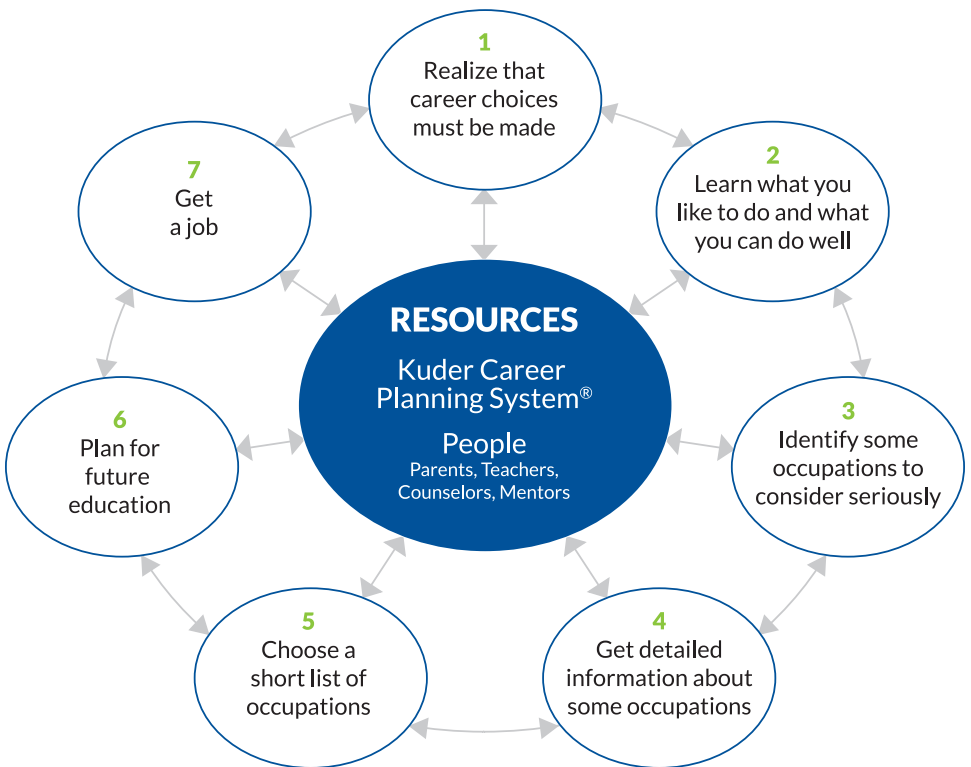 1
Realize that
career choices
must be made
2
Learn what you
like to do and what
you can do well
3
Identify some
occupations to
consider seriously
4
Get detailed
information about
some occupations
5
Choose a
short list of
occupations
6
Plan for
future
education
7
Get
a job
RESOURCES
Kuder Career
Planning System®
People
Parents, Teachers,
Counselors, Mentors